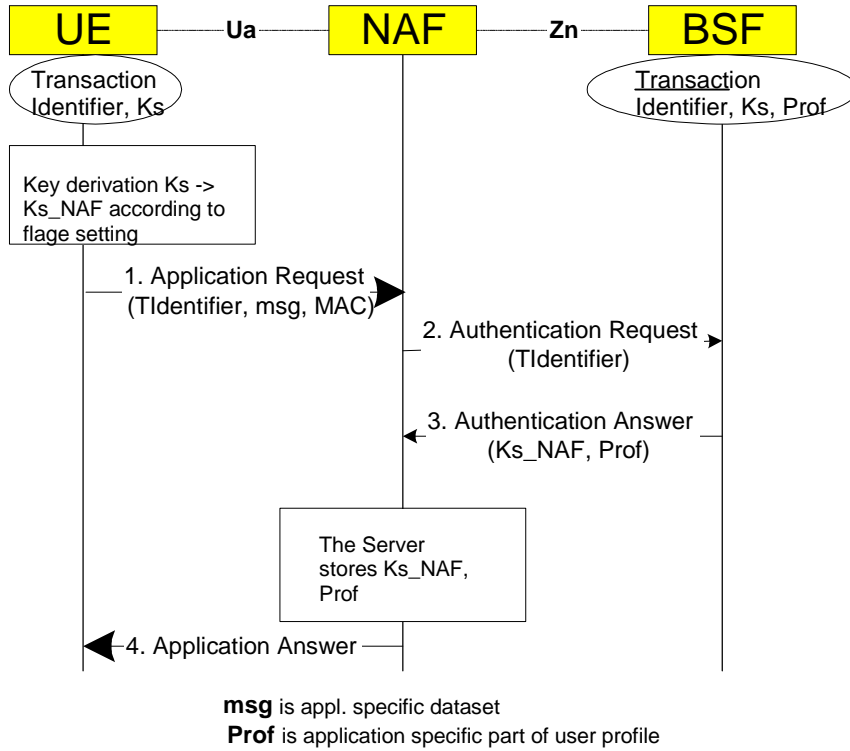 UE
Ua
NAF
Zn
BSF
Transaction
Identifier, Ks
Transaction
Identifier, Ks, Prof
Key derivation Ks ->
Ks_NAF according to
flage setting
1. Application Request
(TIdentifier, msg, MAC)
2. Authentication Request
(TIdentifier)
3. Authentication Answer
(Ks_NAF, Prof)
The Server
stores Ks_NAF,
Prof
4. Application Answer
msg is appl. specific dataset
Prof is application specific part of user profile